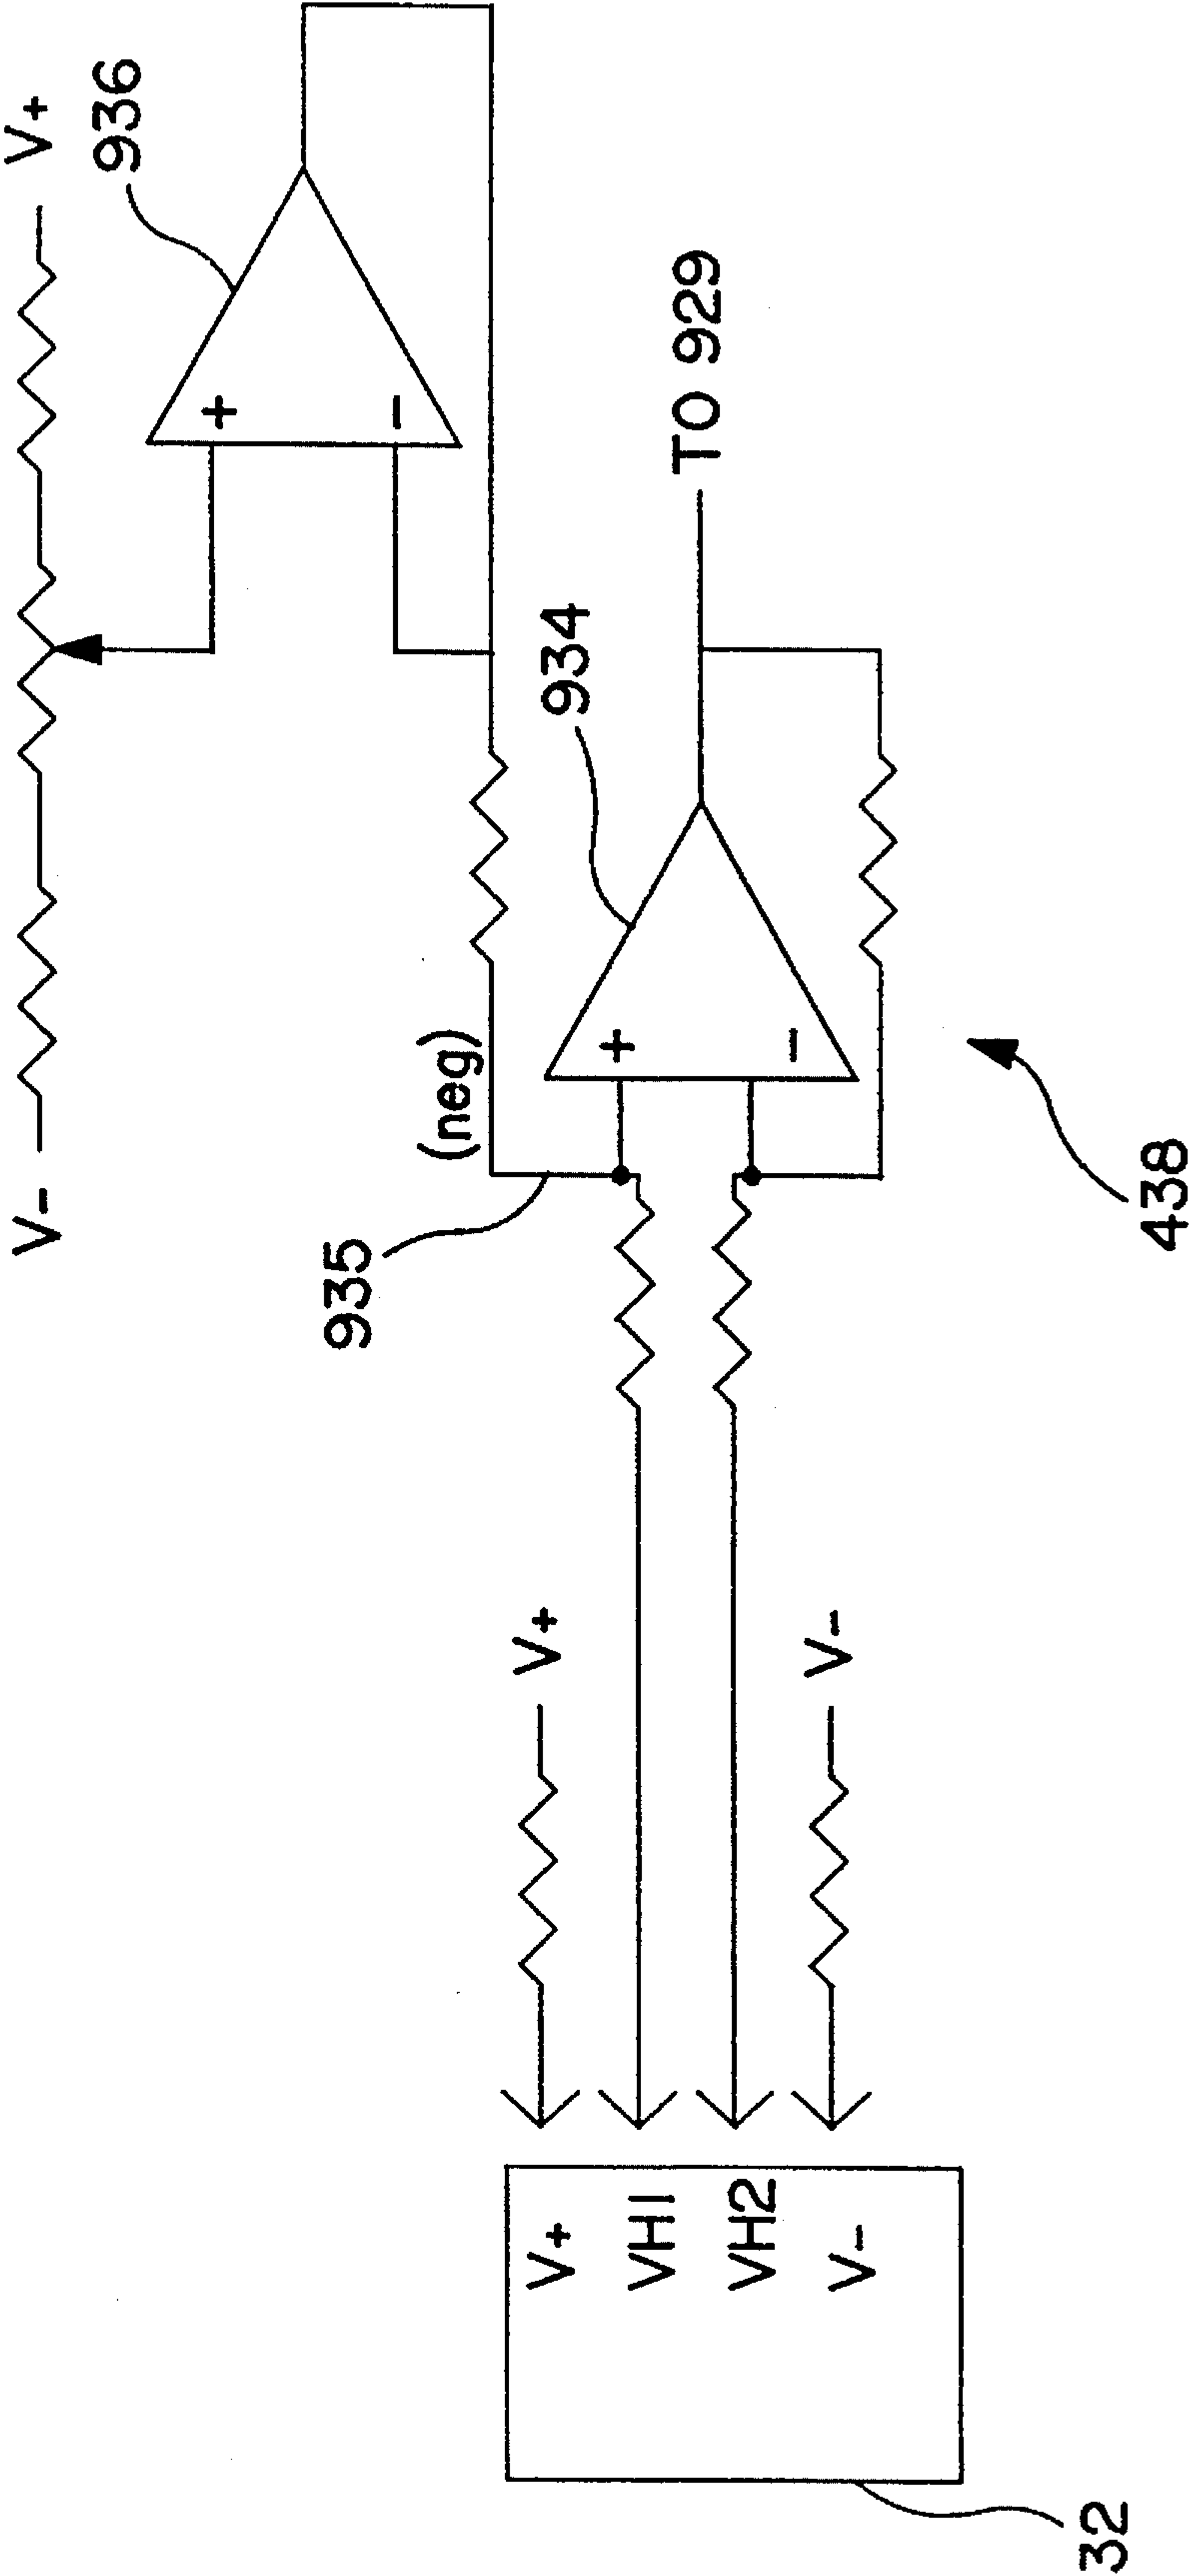 V- V+
936
935
(neg)
934
V+
TO 929
V+
VH1
VH2
V-
V-
32
438